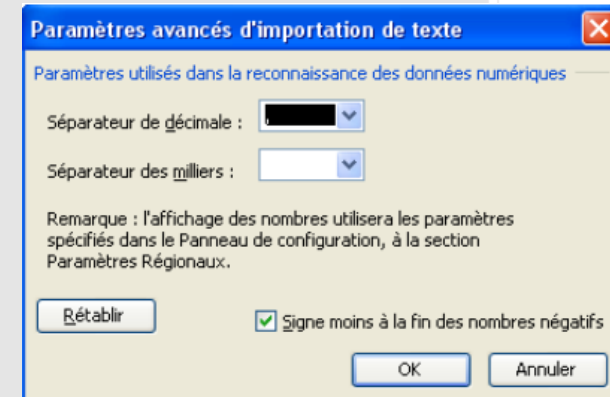 Paramètres avancés d'importation de texte
Paramètres utilisés dans la reconnaissance des données numériques
Séparateur de décimale : ,
Séparateur des milliers :
Remarque : l'affichage des nombres utilisera les paramètres
spécifiés dans le Panneau de configuration, à la section
Paramètres Régionaux.
Rétablir
Signe moins à la fin des nombres négatifs
OK
Annuler